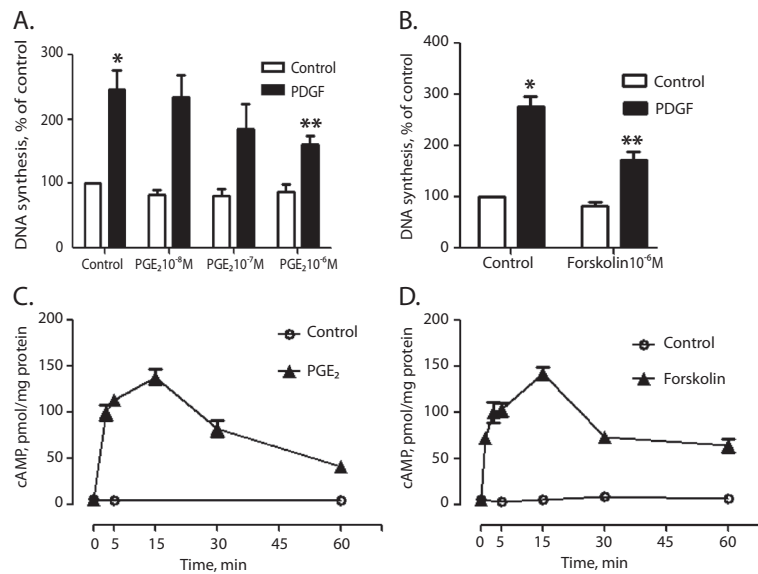 A.
DNA synthesis, % of control
300
250
200
150
100
50
0
*
**
Control
PDGF
Control
PGE₂10⁻⁸M
PGE₂10⁻⁷M
PGE₂10⁻⁶M
B.
DNA synthesis, % of control
400
300
200
100
0
*
**
Control
PDGF
Control
Forskolin10⁻⁶M
C.
cAMP, pmol/mg protein
200
150
100
50
0
Control
PGE₂
0 5 15 30 45 60
Time, min
D.
cAMP, pmol/mg protein
200
150
100
50
0
Control
Forskolin
0 5 15 30 45 60
Time, min